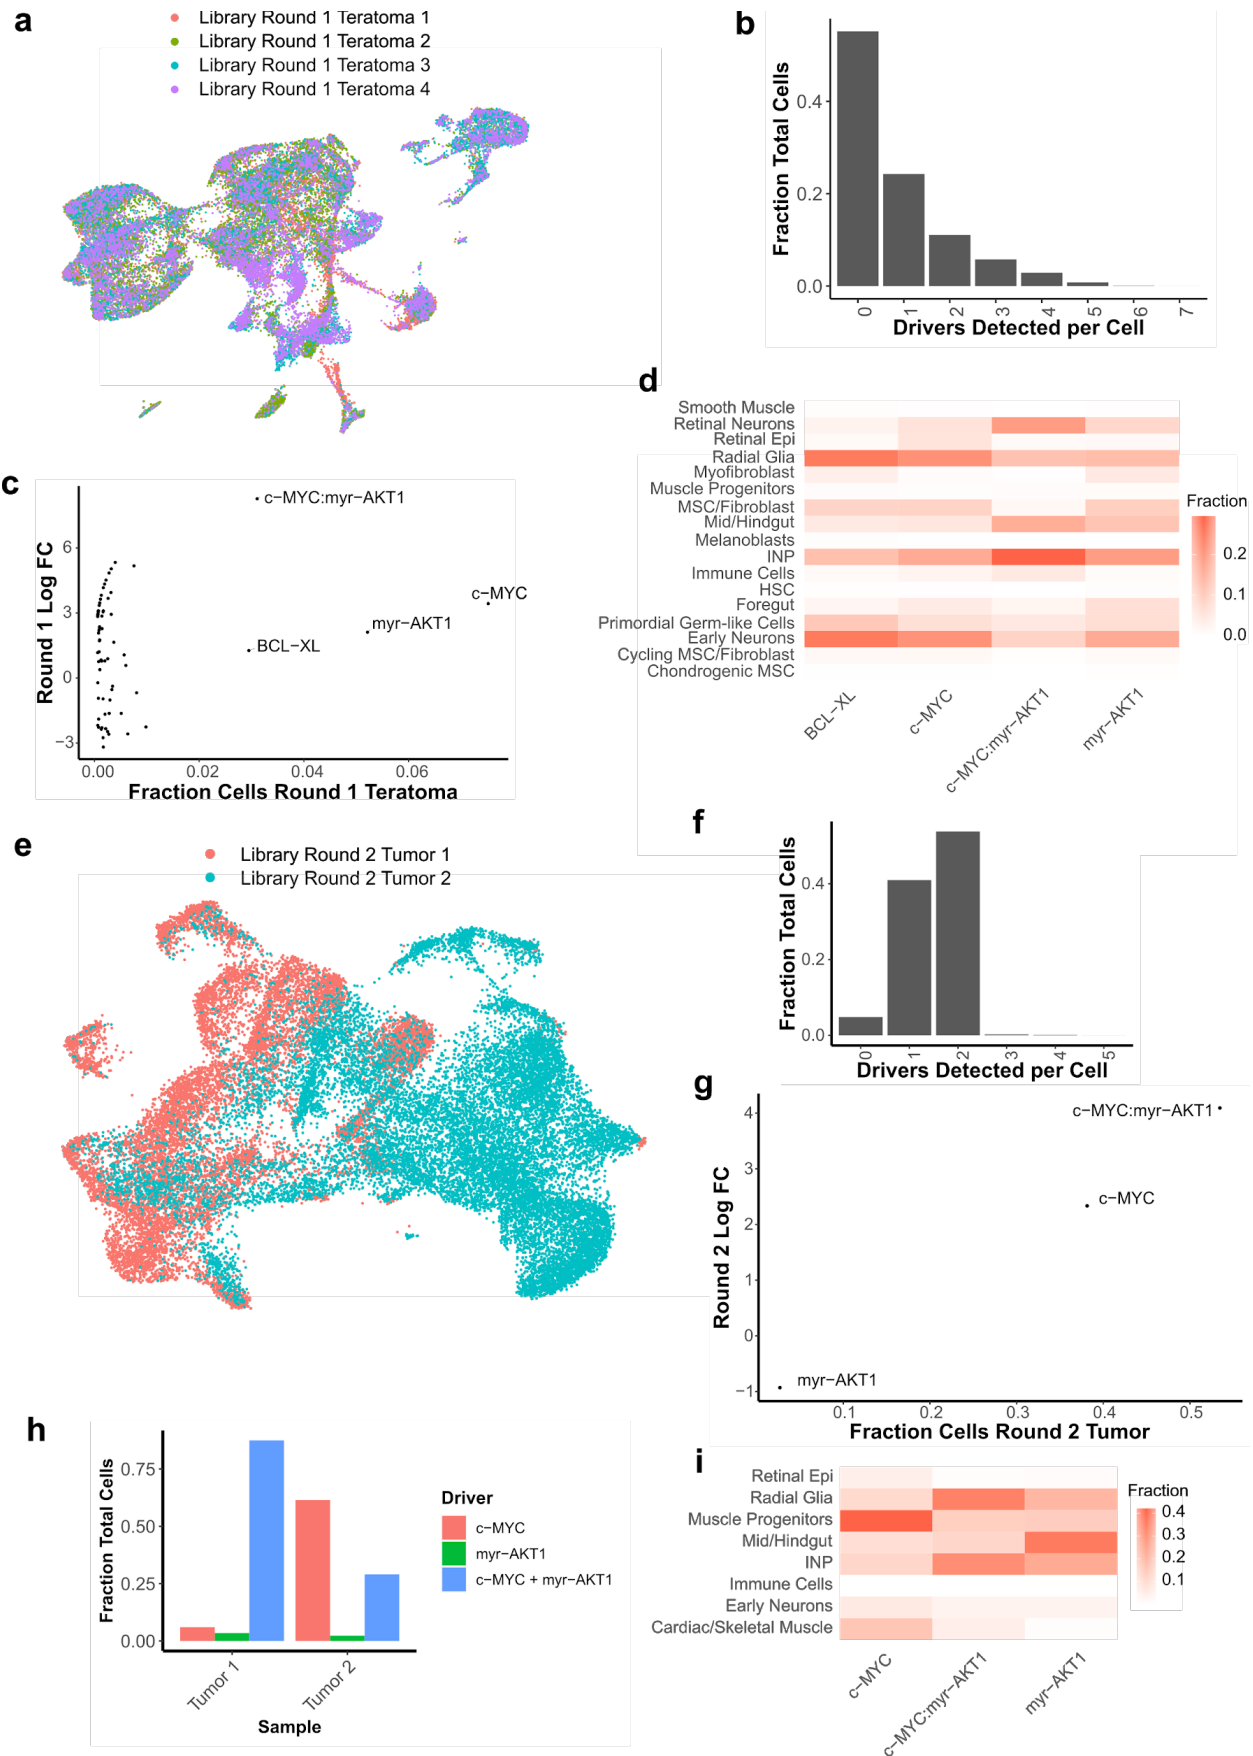 a
Library Round 1 Teratoma 1
Library Round 1 Teratoma 2
Library Round 1 Teratoma 3
Library Round 1 Teratoma 4
b
Fraction Total Cells
0.4
0.2
0.0
0 1 2 3 4 5 6 7
Drivers Detected per Cell
c
Round 1 Log FC
6
3
0
−3
c−MYC:myr−AKT1
c−MYC
myr−AKT1
BCL−XL
0.00 0.02 0.04 0.06
Fraction Cells Round 1 Teratoma
d
Smooth Muscle
Retinal Neurons
Retinal Epi
Radial Glia
Myofibroblast
Muscle Progenitors
MSC/Fibroblast
Mid/Hindgut
Melanoblasts
INP
Immune Cells
HSC
Foregut
Primordial Germ−like Cells
Early Neurons
Cycling MSC/Fibroblast
Chondrogenic MSC
BCL−XL
c−MYC
c−MYC:myr−AKT1
myr−AKT1
Fraction
0.2
0.1
0.0
e
Library Round 2 Tumor 1
Library Round 2 Tumor 2
f
Fraction Total Cells
0.4
0.2
0.0
0 1 2 3 4 5
Drivers Detected per Cell
g
Round 2 Log FC
4
3
2
1
0
−1
c−MYC:myr−AKT1
c−MYC
myr−AKT1
0.1 0.2 0.3 0.4 0.5
Fraction Cells Round 2 Tumor
h
Fraction Total Cells
0.75
0.50
0.25
0.00
Tumor 1
Tumor 2
Sample
Driver
c−MYC
myr−AKT1
c−MYC + myr−AKT1
i
Retinal Epi
Radial Glia
Muscle Progenitors
Mid/Hindgut
INP
Immune Cells
Early Neurons
Cardiac/Skeletal Muscle
c−MYC
c−MYC:myr−AKT1
myr−AKT1
Fraction
0.4
0.3
0.2
0.1